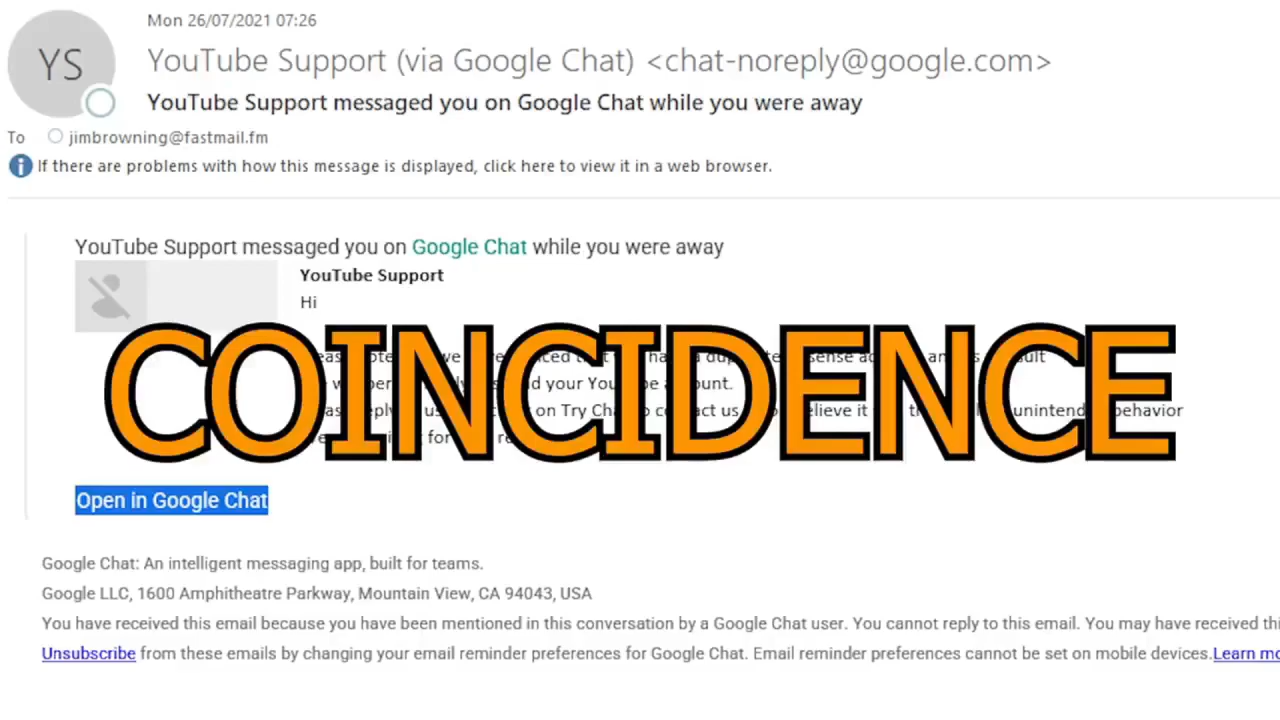 Mon 26/07/2021 07:26
YS
YouTube Support (via Google Chat) <chat-noreply@google.com>
YouTube Support messaged you on Google Chat while you were away
To jimbrowning@fastmail.fm
If there are problems with how this message is displayed, click here to view it in a web browser.
YouTube Support messaged you on Google Chat while you were away
YouTube Support
Hi
COINCIDENCE
your
account.
on Try
behavior
for
Open in Google Chat
Google Chat: An intelligent messaging app, built for teams.
Google LLC, 1600 Amphitheatre Parkway, Mountain View, CA 94043, USA
You have received this email because you have been mentioned in this conversation by a Google Chat user. You cannot reply to this email. You may have received
Unsubscribe from these emails by changing your email reminder preferences for Google Chat. Email reminder preferences cannot be set on mobile devices. Learn